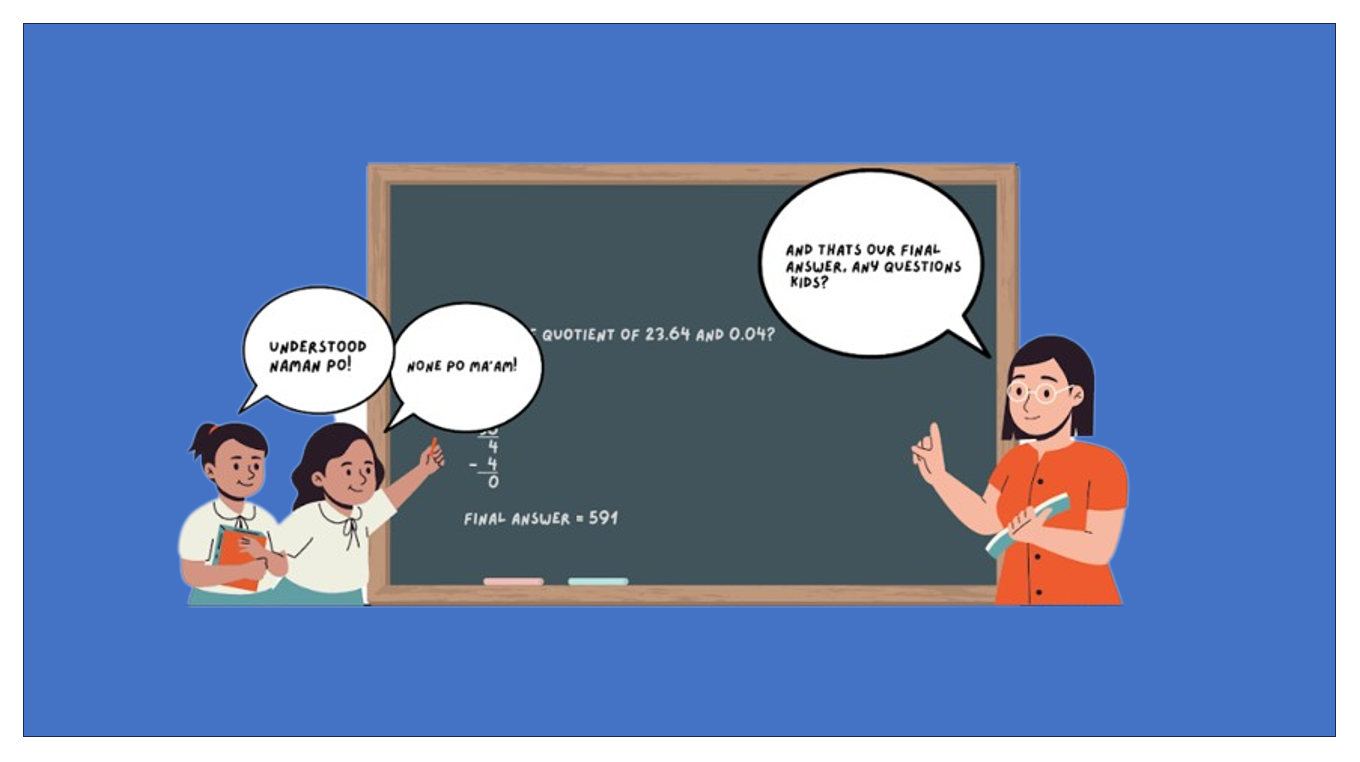 AND THATS OUR FINAL
ANSWER. ANY QUESTIONS
KIDS?
UNDERSTOOD
NAMAN PO!
NONE PO MA'AM!
QUOTIENT OF 23.64 AND 0.04?
4
- 4
0
FINAL ANSWER = 591